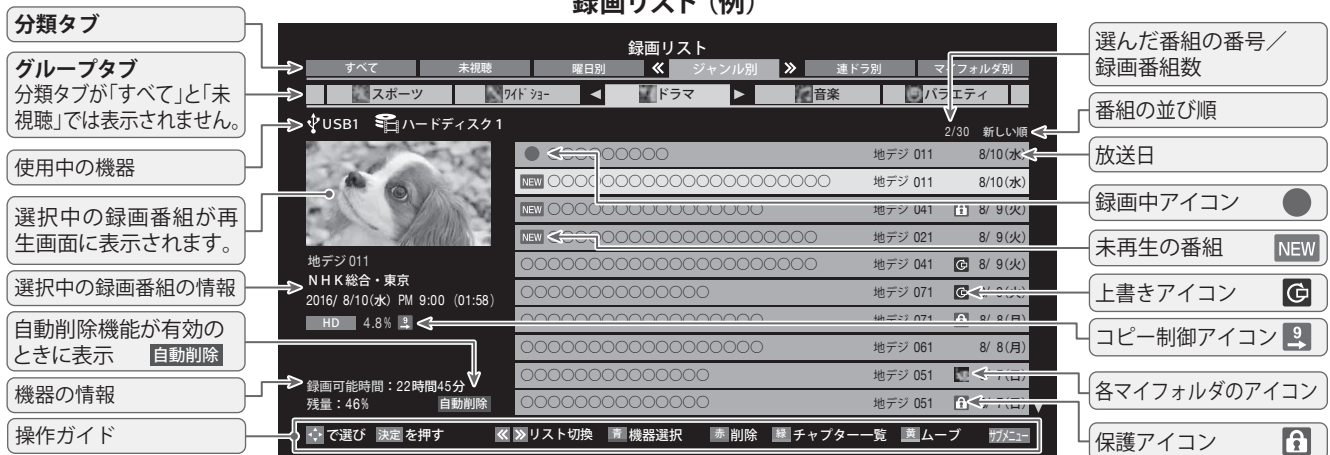 録画リスト（例）
分類タブ
グループタブ
分類タブが「すべて」と「未
視聴」では表示されません。
使用中の機器
選択中の録画番組が再
生画面に表示されます。
選択中の録画番組の情報
自動削除機能が有効の
ときに表示 自動削除
機器の情報
操作ガイド
録画リスト
すべて 未視聴 曜日別 ジャンル別 連ドラ別 マイフォルダ別
スポーツ ワイドショー ドラマ 音楽 バラエティ
USB1 ハードディスク1
2/30 新しい順
○○○○○○○○ 地デジ 011 8/10(水)
NEW ○○○○○○○○○○○○○○○○○○○○○ 地デジ 011 8/10(水)
NEW ○○○○○○○○○○○○○○○○ 地デジ 041 8/ 9(火)
NEW ○○○○○○○○○○○○○○○○○○○○ 地デジ 021 8/ 9(火)
○○○○○○○○○○○○○○○○○○○○○○ 地デジ 041 8/ 9(火)
○○○○○○○○○○○○○○ 地デジ 071
○○○○○○○○○○○○○○○○○○ 地デジ 071 8/ 8(月)
○○○○○○○○○○○○○○○○○○ 地デジ 061 8/ 8(月)
○○○○○○○○○○○○○○ 地デジ 051
○○○○○○○○○○○○○○ 地デジ 051
地デジ 011
ＮＨＫ総合・東京
2016/ 8/10(水) PM 9:00 (01:58)
HD 4.8% 9
録画可能時間：22時間45分
残量：46% 自動削除
で選び 決定 を押す リスト切換 青 機器選択 赤 削除 緑 チャプター一覧 黄 ムーブ サブメニュー
選んだ番組の番号／
録画番組数
番組の並び順
放送日
録画中アイコン
未再生の番組 NEW
上書きアイコン
コピー制御アイコン 9
各マイフォルダのアイコン
保護アイコン